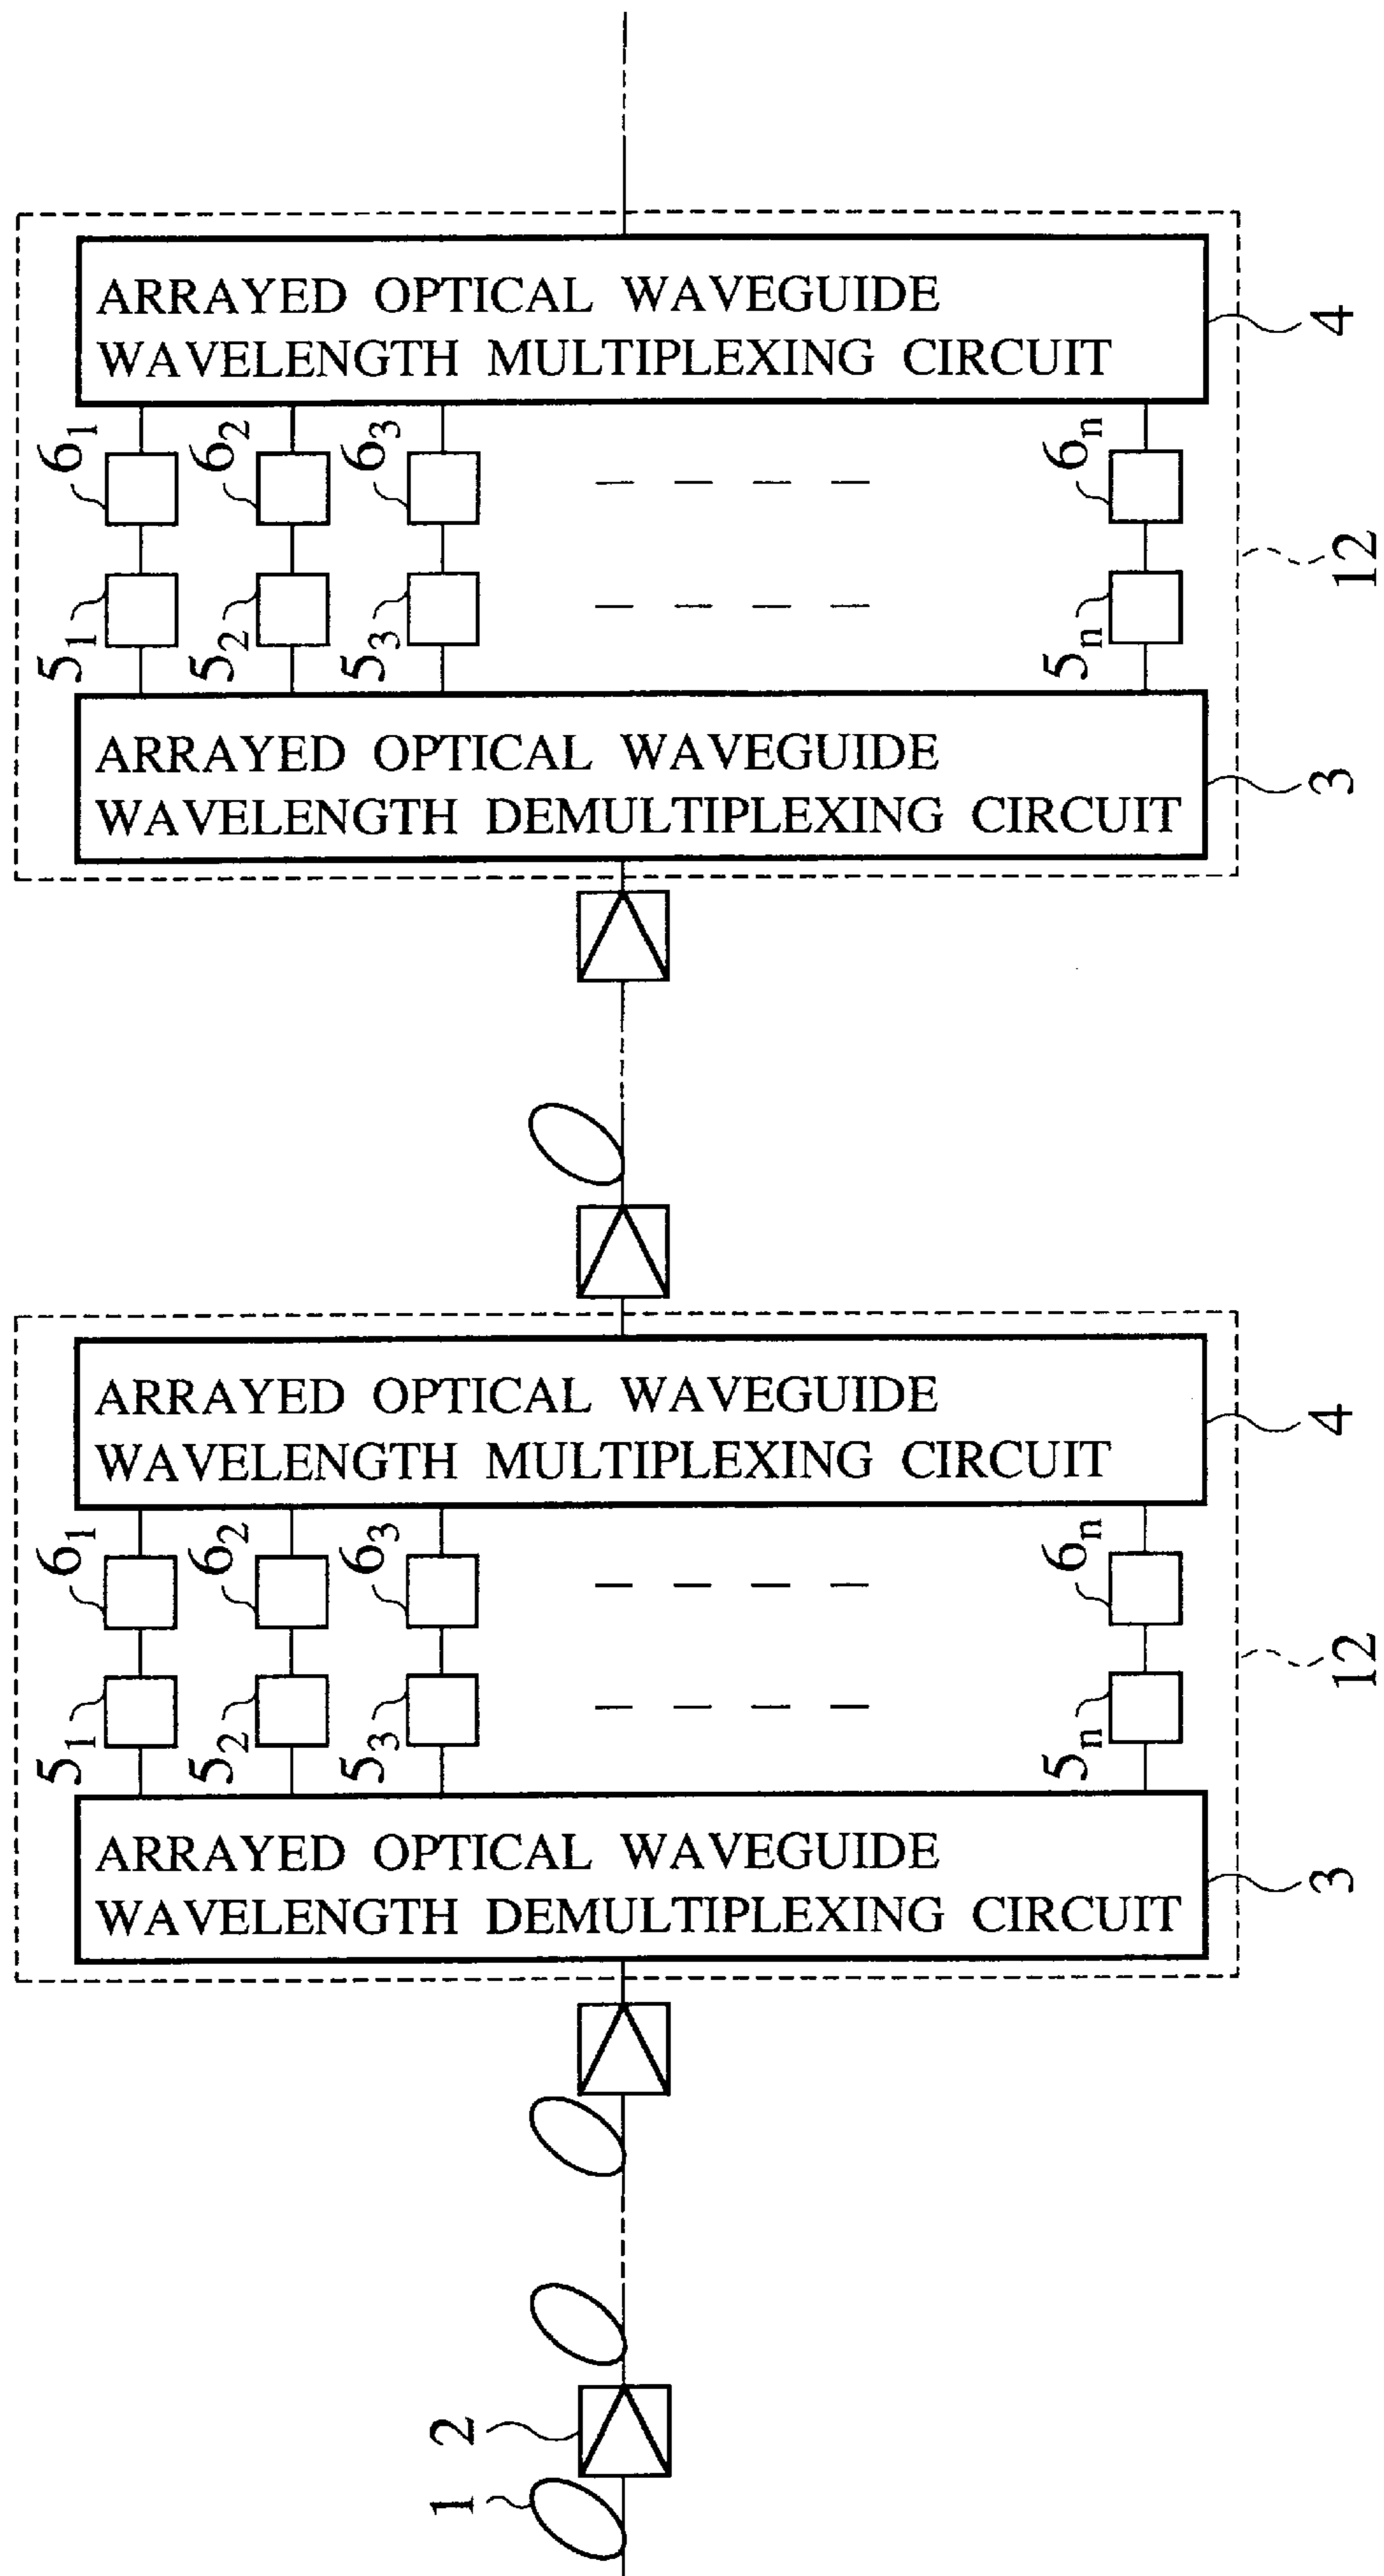 ARRAYED OPTICAL WAVEGUIDE
WAVELENGTH MULTIPLEXING CIRCUIT
4
6₁
6₂
6₃
6ₙ
5₁
5₂
5₃
5ₙ
12
ARRAYED OPTICAL WAVEGUIDE
WAVELENGTH DEMULTIPLEXING CIRCUIT
3
ARRAYED OPTICAL WAVEGUIDE
WAVELENGTH MULTIPLEXING CIRCUIT
4
6₁
6₂
6₃
6ₙ
5₁
5₂
5₃
5ₙ
12
ARRAYED OPTICAL WAVEGUIDE
WAVELENGTH DEMULTIPLEXING CIRCUIT
3
2
1